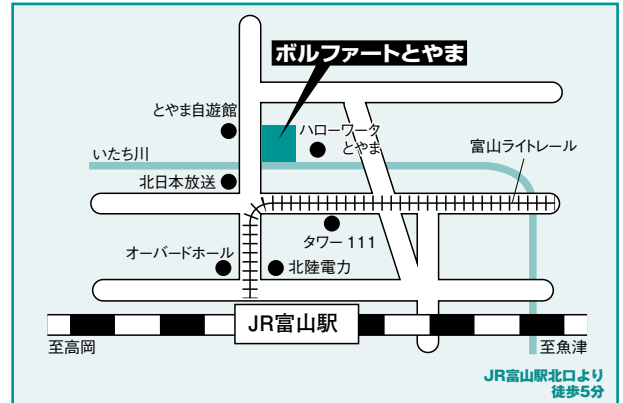 ボルファートとやま
とやま自遊館
ハローワータ
とやま
富山ライトレール
いたち川
北日本放送
タワー 111
オーバードホール
北陸電力
JR富山駅
至高岡
至魚津
JR富山駅北口より
徒歩5分